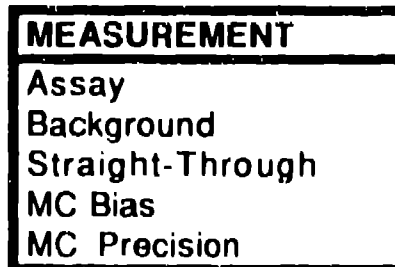 MEASUREMENT
Assay
Background
Straight-Through
MC Bias
MC Precision